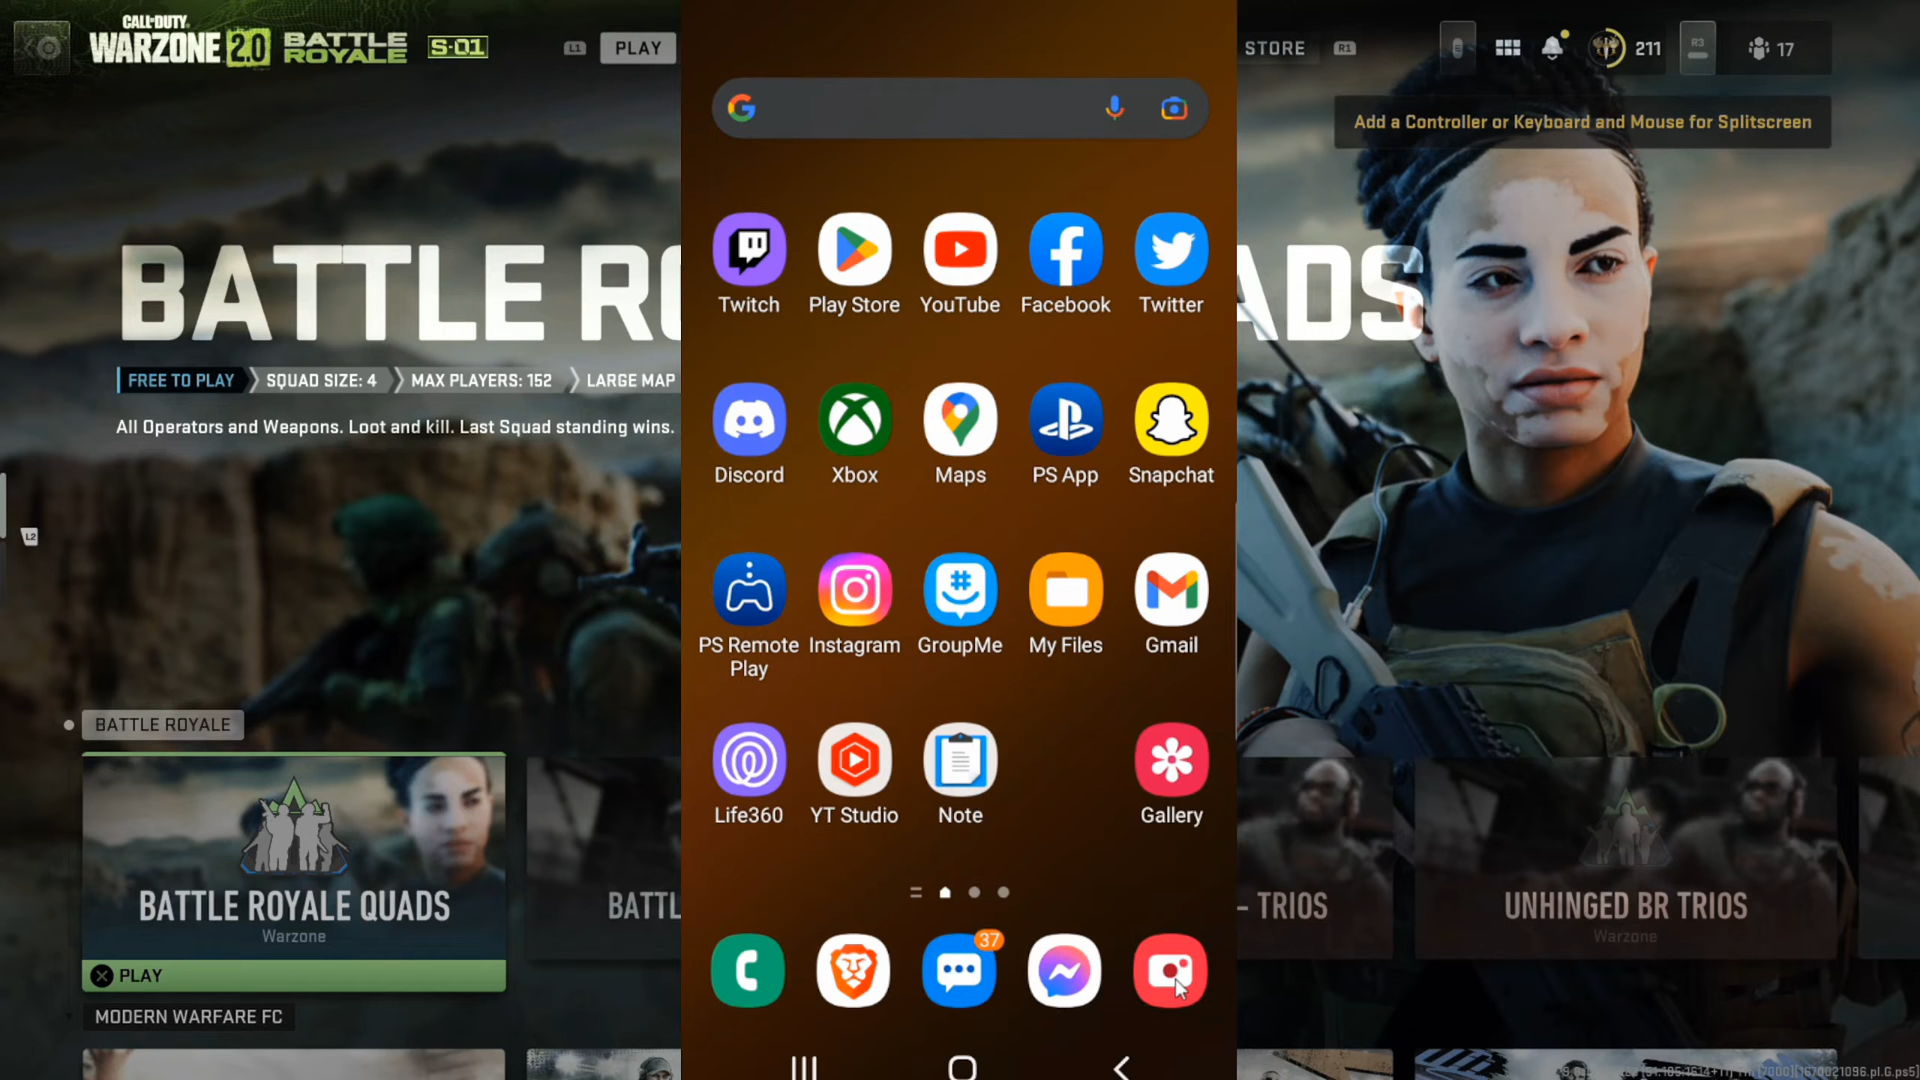 CALL·DUTY
WARZONE 2.0 BATTLE ROYALE S-01
L1 PLAY
STORE R1
211
R3
17
Add a Controller or Keyboard and Mouse for Splitscreen
BATTLE RO
ADS
FREE TO PLAY SQUAD SIZE: 4 MAX PLAYERS: 152 LARGE MAP
All Operators and Weapons. Loot and kill. Last Squad standing wins.
L2
Twitch Play Store YouTube Facebook Twitter
Discord Xbox Maps PS App Snapchat
PS Remote Play Instagram GroupMe My Files Gmail
Life360 YT Studio Note Gallery
37
BATTLE ROYALE
BATTLE ROYALE QUADS
Warzone
PLAY
BATTL
- TRIOS
UNHINGED BR TRIOS
Warzone
MODERN WARFARE FC